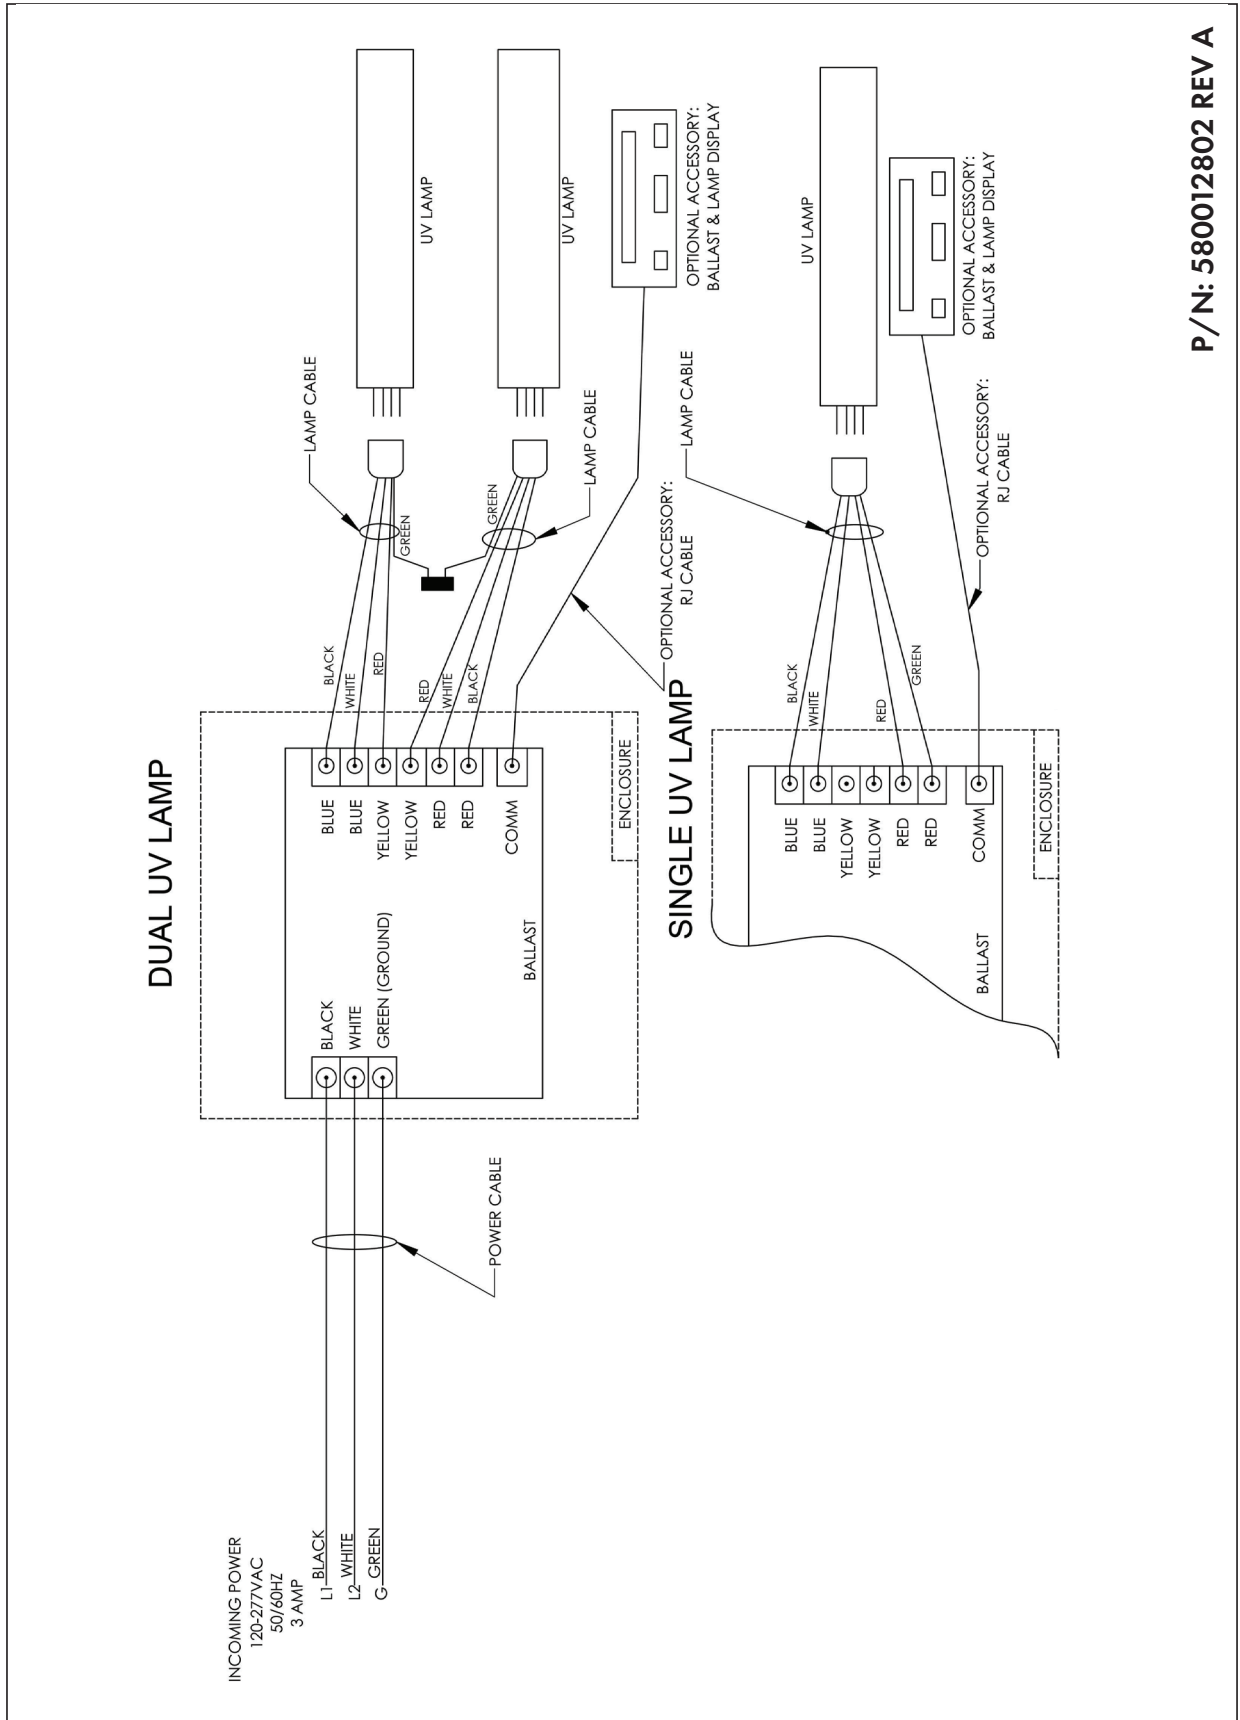 DUAL UV LAMP
INCOMING POWER
120-277VAC
50/60HZ
3 AMP
L1
BLACK
L2
WHITE
G
GREEN
POWER CABLE
BLACK
WHITE
GREEN (GROUND)
BALLAST
BLUE
BLUE
YELLOW
YELLOW
RED
RED
COMM
ENCLOSURE
BLACK
WHITE
RED
RED
WHITE
BLACK
GREEN
GREEN
LAMP CABLE
LAMP CABLE
UV LAMP
UV LAMP
OPTIONAL ACCESSORY:
BALLAST & LAMP DISPLAY
OPTIONAL ACCESSORY:
RJ CABLE
SINGLE UV LAMP
BALLAST
BLUE
BLUE
YELLOW
YELLOW
RED
RED
COMM
ENCLOSURE
BLACK
WHITE
RED
GREEN
LAMP CABLE
UV LAMP
OPTIONAL ACCESSORY:
BALLAST & LAMP DISPLAY
OPTIONAL ACCESSORY:
RJ CABLE
P/N: 580012802 REV A